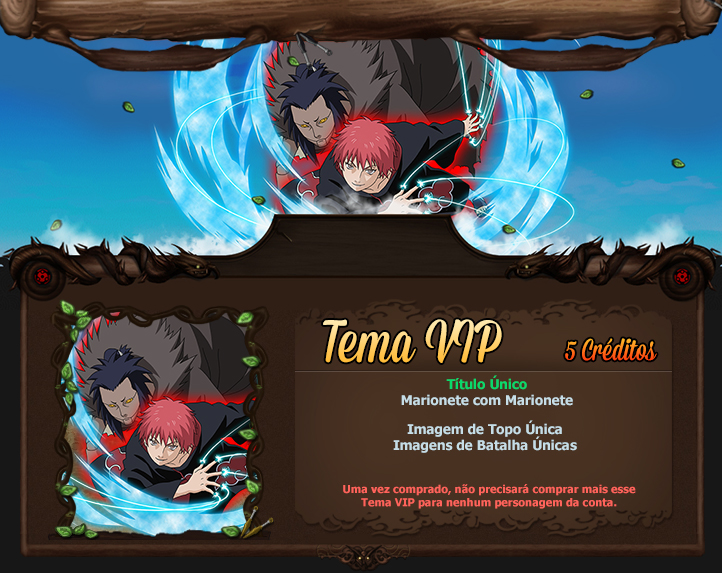 Tema VIP
5 Créditos
Título Único
Marionete com Marionete
Imagem de Topo Única
Imagens de Batalha Únicas
Uma vez comprado, não precisará comprar mais esse
Tema VIP para nenhum personagem da conta.